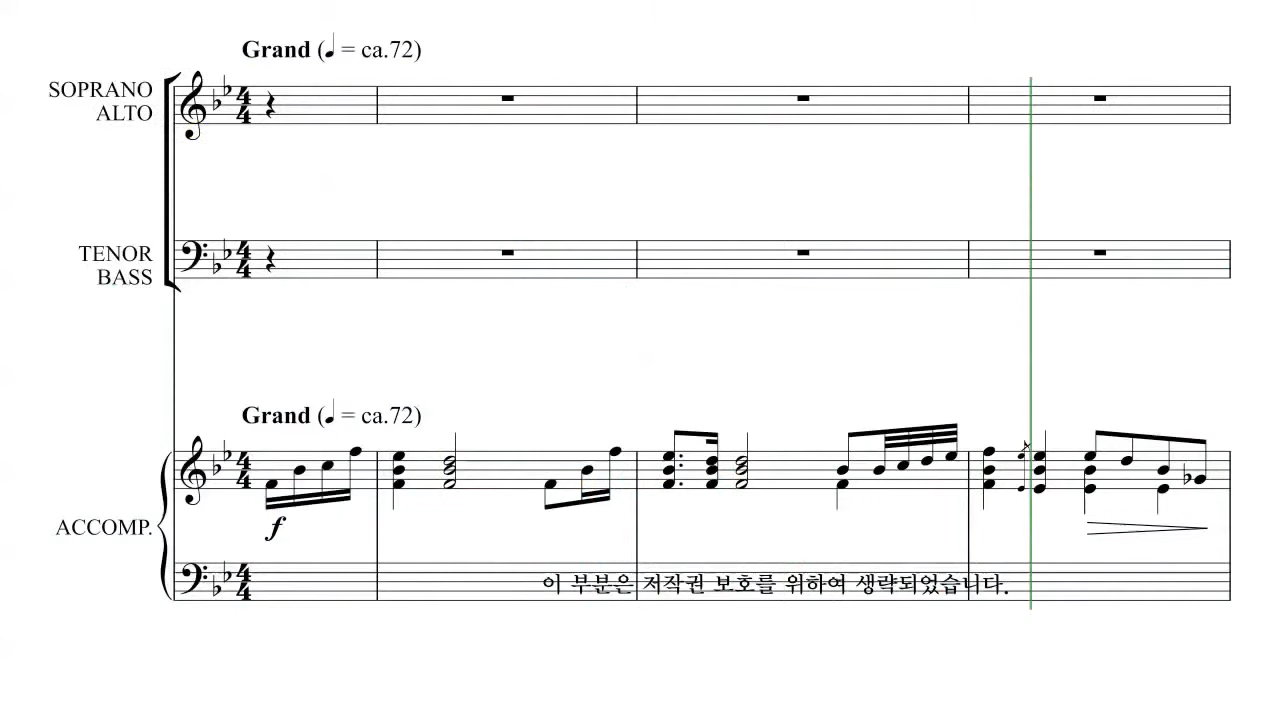 Grand (♩ = ca.72)
SOPRANO
ALTO
TENOR
BASS
Grand (♩ = ca.72)
ACCOMP.
f
이 부분은 저작권 보호를 위하여 생략되었습니다.